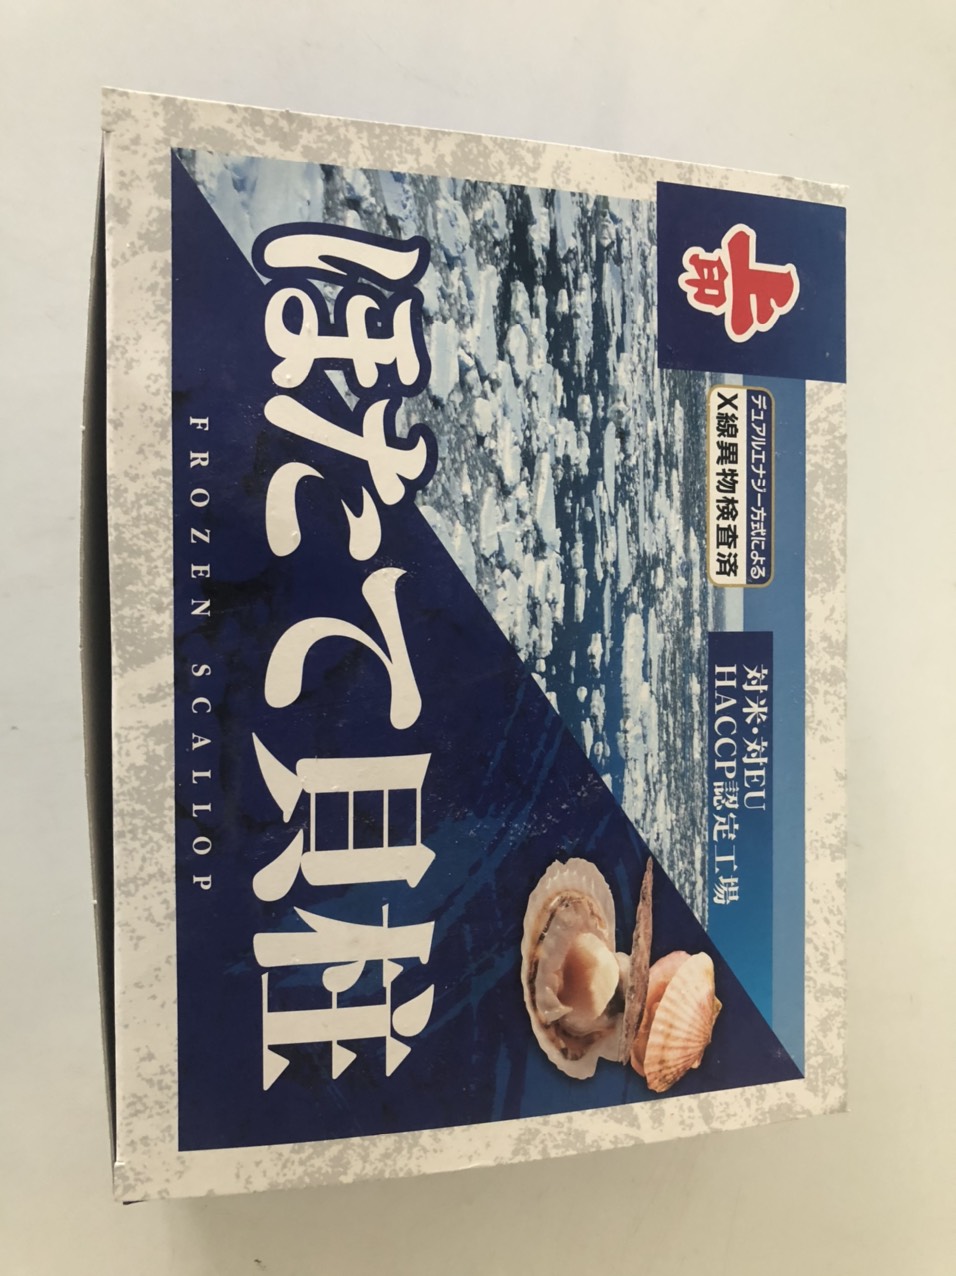 上印
デュアルエナジー方式による
X線異物検査済
対米・対EU
HACCP認定工場
ほたて貝柱
FROZEN SCALLOP